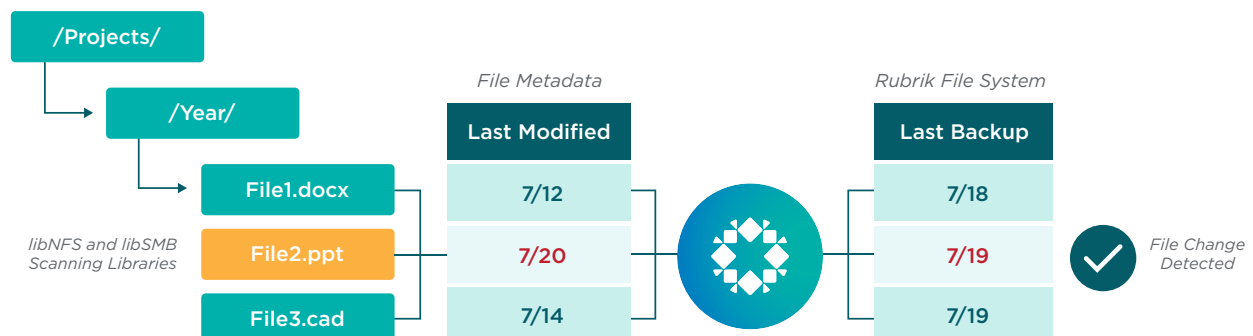 /Projects/
File Metadata
Rubrik File System
/Year/
Last Modified
Last Backup
File1.docx
7/12
7/18
libNFS and libSMB
Scanning Libraries
File2.ppt
7/20
7/19
File Change
Detected
File3.cad
7/14
7/19